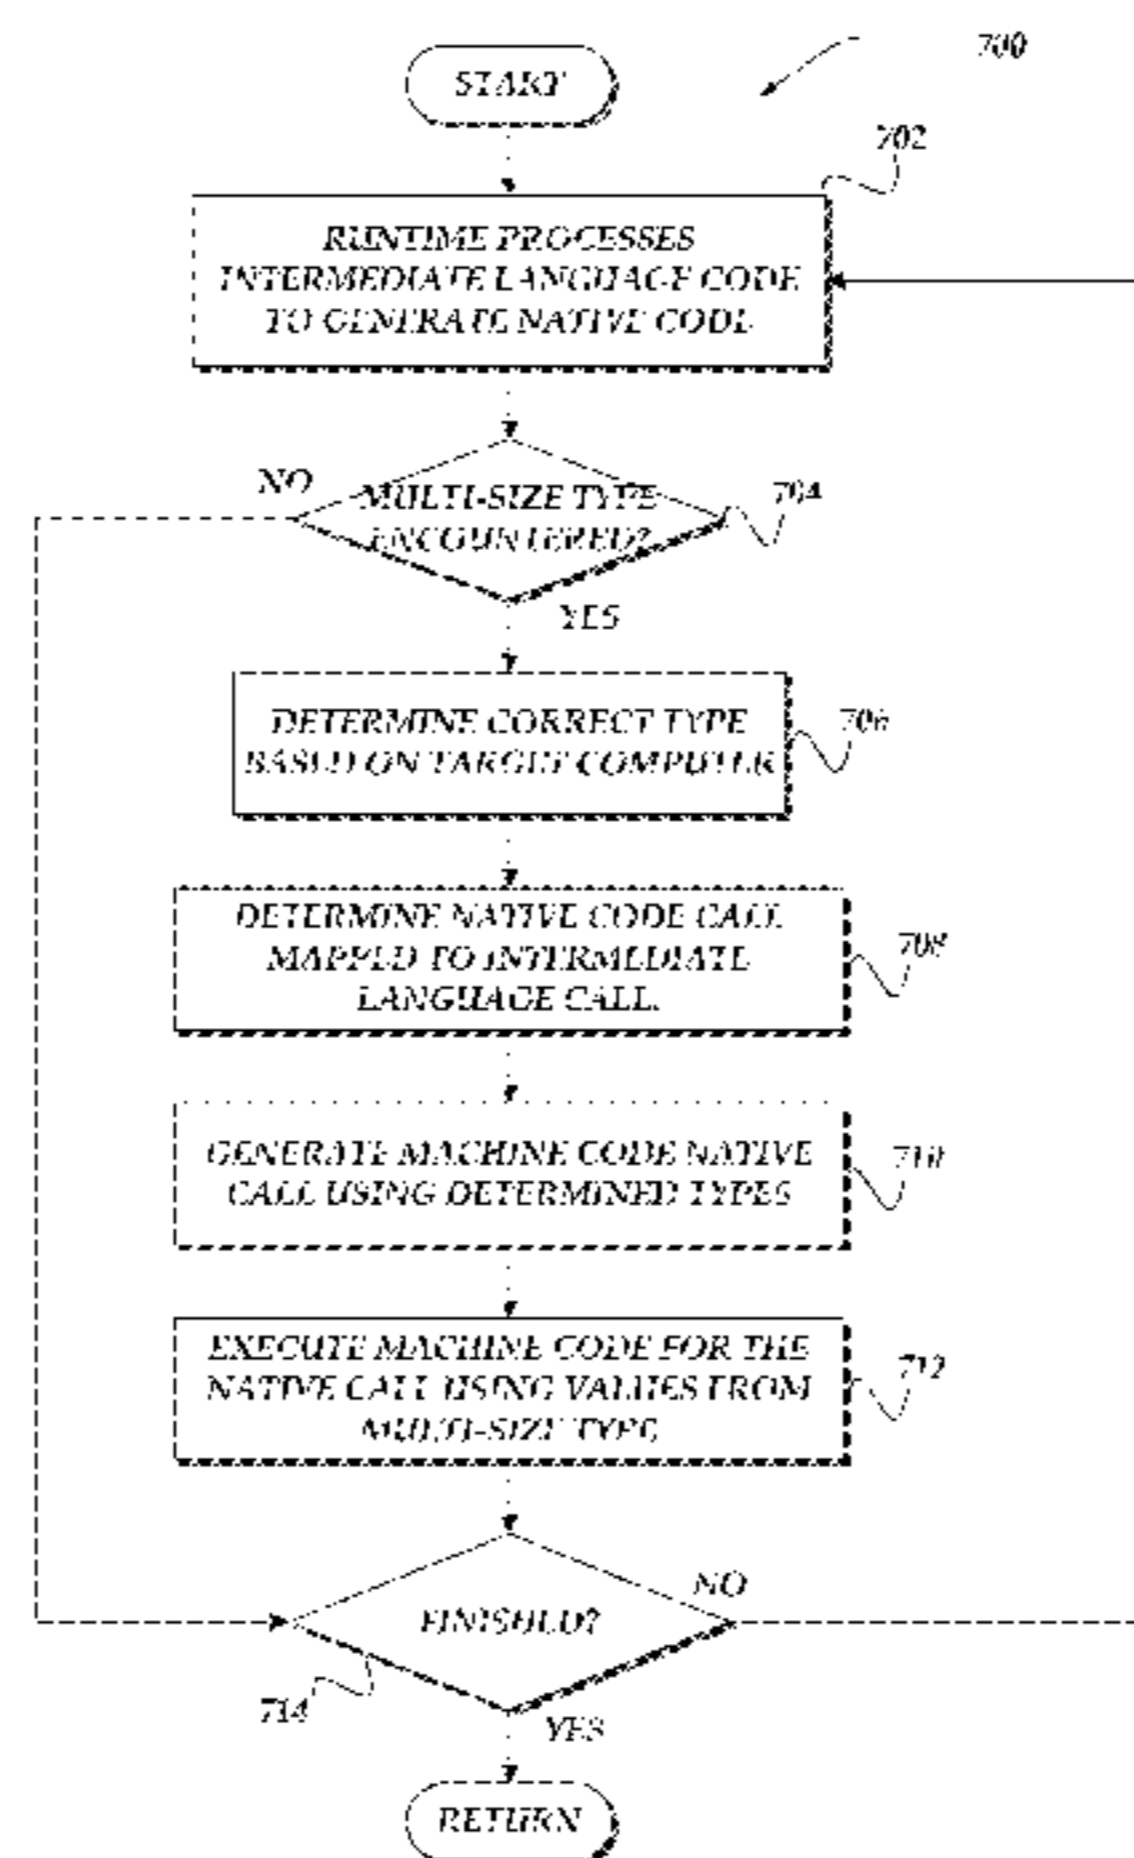 700
START
702
RUNTIME PROCESSES
INTERMEDIATE LANGUAGE CODE
TO GENERATE NATIVE CODE
NO
MULTI-SIZE TYPE
ENCOUNTERED?
704
YES
DETERMINE CORRECT TYPE
BASED ON TARGET COMPUTER
706
DETERMINE NATIVE CODE CALL
MAPPED TO INTERMEDIATE
LANGUAGE CALL.
708
GENERATE MACHINE CODE NATIVE
CALL USING DETERMINED TYPES
710
EXECUTE MACHINE CODE FOR THE
NATIVE CALL USING VALUES FROM
MULTI-SIZE TYPE
712
NO
FINISHED?
714
YES
RETURN